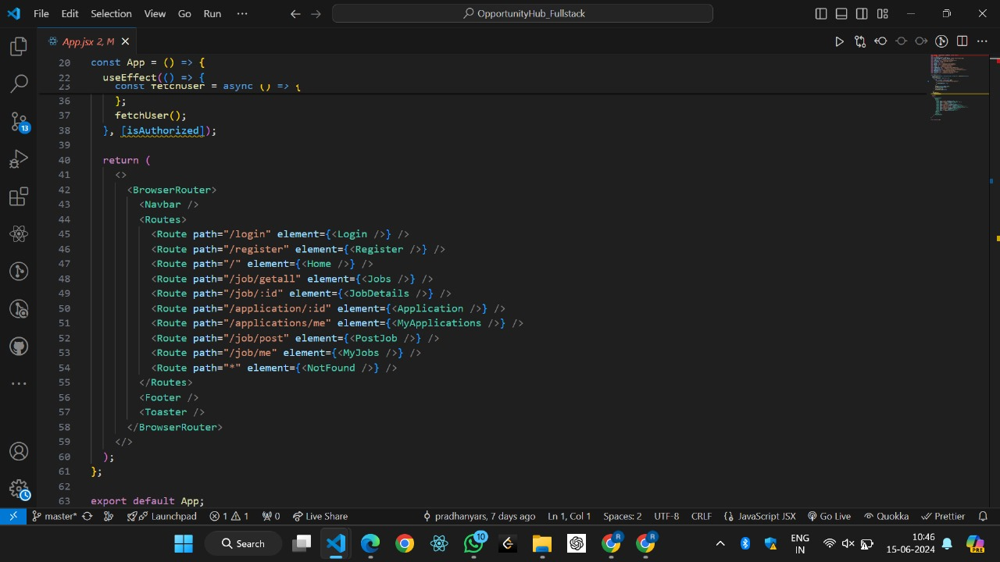 File Edit Selection View Go Run ··· OpportunityHub_Fullstack
App.jsx 2, M
20 const App = () => {
22 useEffect(() => {
23 const fetchUser = async () => {
36 };
37 fetchUser();
38 }, [isAuthorized]);
39
40 return (
41 <>
42 <BrowserRouter>
43 <Navbar />
44 <Routes>
45 <Route path="/login" element={<Login />} />
46 <Route path="/register" element={<Register />} />
47 <Route path="/" element={<Home />} />
48 <Route path="/job/getall" element={<Jobs />} />
49 <Route path="/job/:id" element={<JobDetails />} />
50 <Route path="/application/:id" element={<Application />} />
51 <Route path="/applications/me" element={<MyApplications />} />
52 <Route path="/job/post" element={<PostJob />} />
53 <Route path="/job/me" element={<MyJobs />} />
54 <Route path="*" element={<NotFound />} />
55 </Routes>
56 <Footer />
57 <Toaster />
58 </BrowserRouter>
59 </>
60 );
61 };
62
63 export default App;
13
master* Launchpad 1 1 0 Live Share pradhanyars, 7 days ago Ln 1, Col 1 Spaces: 2 UTF-8 CRLF JavaScript JSX Go Live Quokka Prettier
Search 10 R R ENG 10:46
IN 15-06-2024 PRE